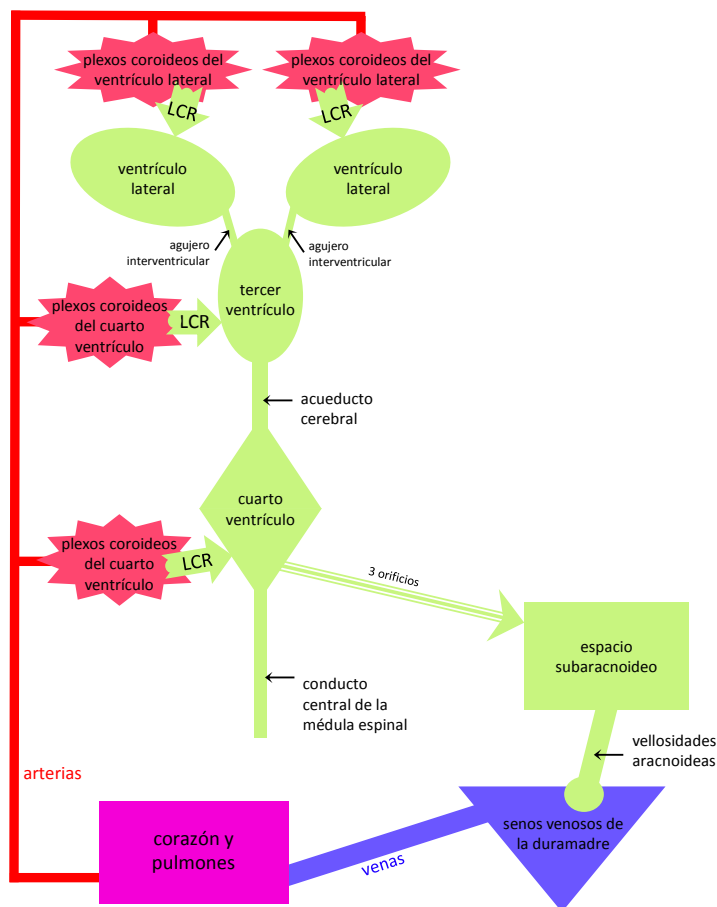 plexos coroideos del
ventrículo lateral
plexos coroideos del
ventrículo lateral
LCR
LCR
ventrículo
lateral
ventrículo
lateral
agujero
interventricular
agujero
interventricular
tercer
ventrículo
plexos coroideos
del cuarto
ventrículo
LCR
acueducto
cerebral
cuarto
ventrículo
plexos coroideos
del cuarto
ventrículo
LCR
3 orificios
espacio
subaracnoideo
conducto
central de la
médula espinal
vellosidades
aracnoideas
arterias
corazón y
pulmones
venas
senos venosos de
la duramadre